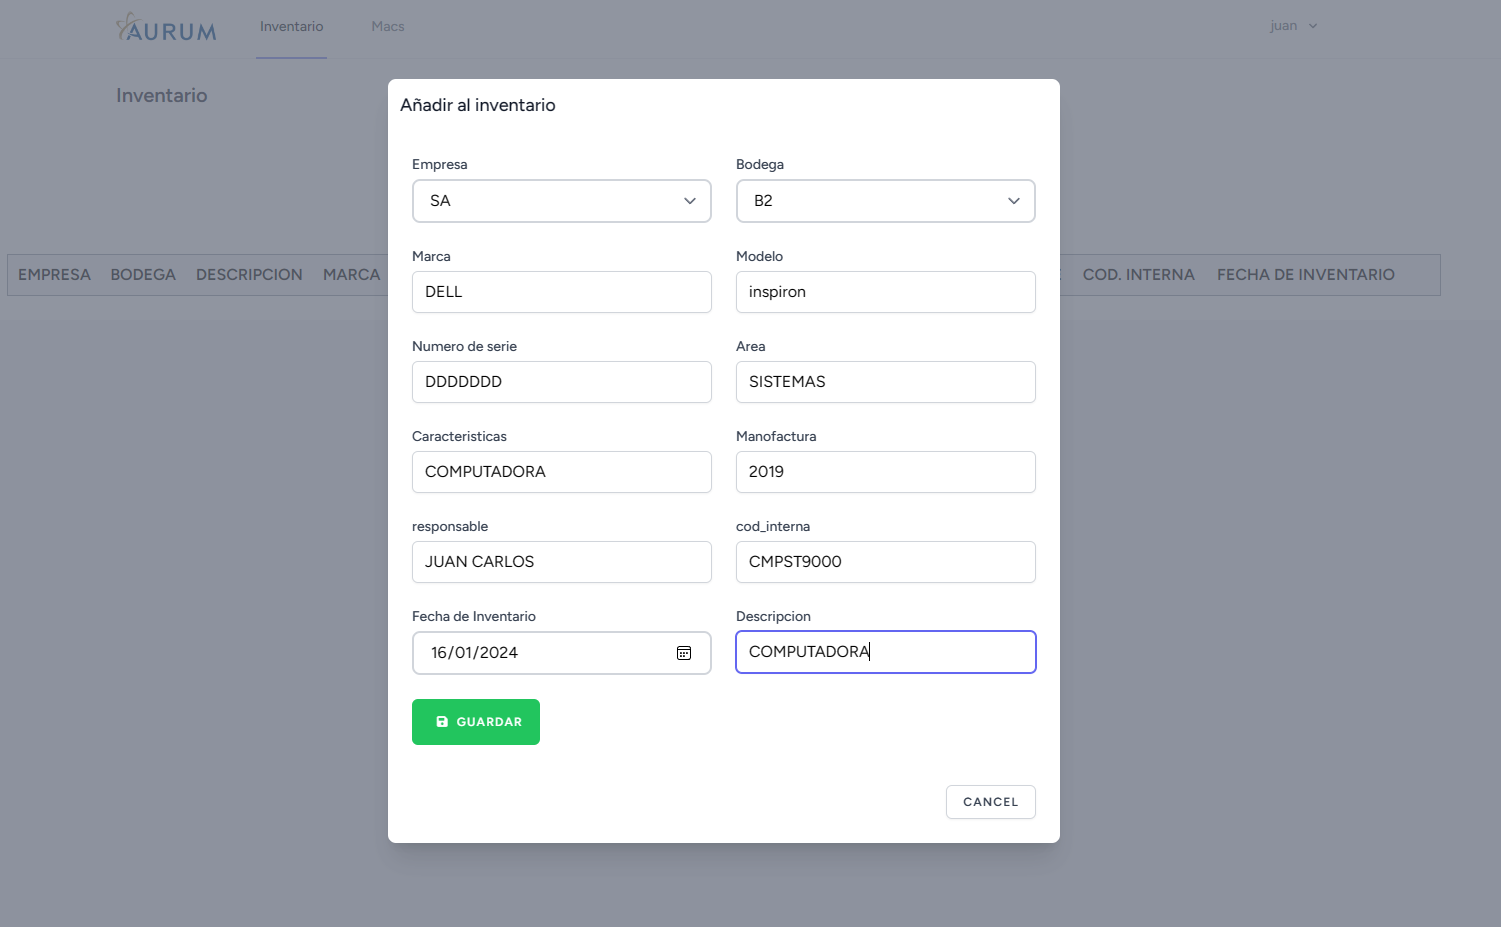 AURUM Inventario Macs juan
Inventario
Añadir al inventario
Empresa Bodega
SA B2
Marca Modelo
DELL inspiron
EMPRESA BODEGA DESCRIPCION MARCA COD. INTERNA FECHA DE INVENTARIO
Numero de serie Area
DDDDDDD SISTEMAS
Caracteristicas Manofactura
COMPUTADORA 2019
responsable cod_interna
JUAN CARLOS CMPST9000
Fecha de Inventario Descripcion
16/01/2024 COMPUTADORA
GUARDAR
CANCEL